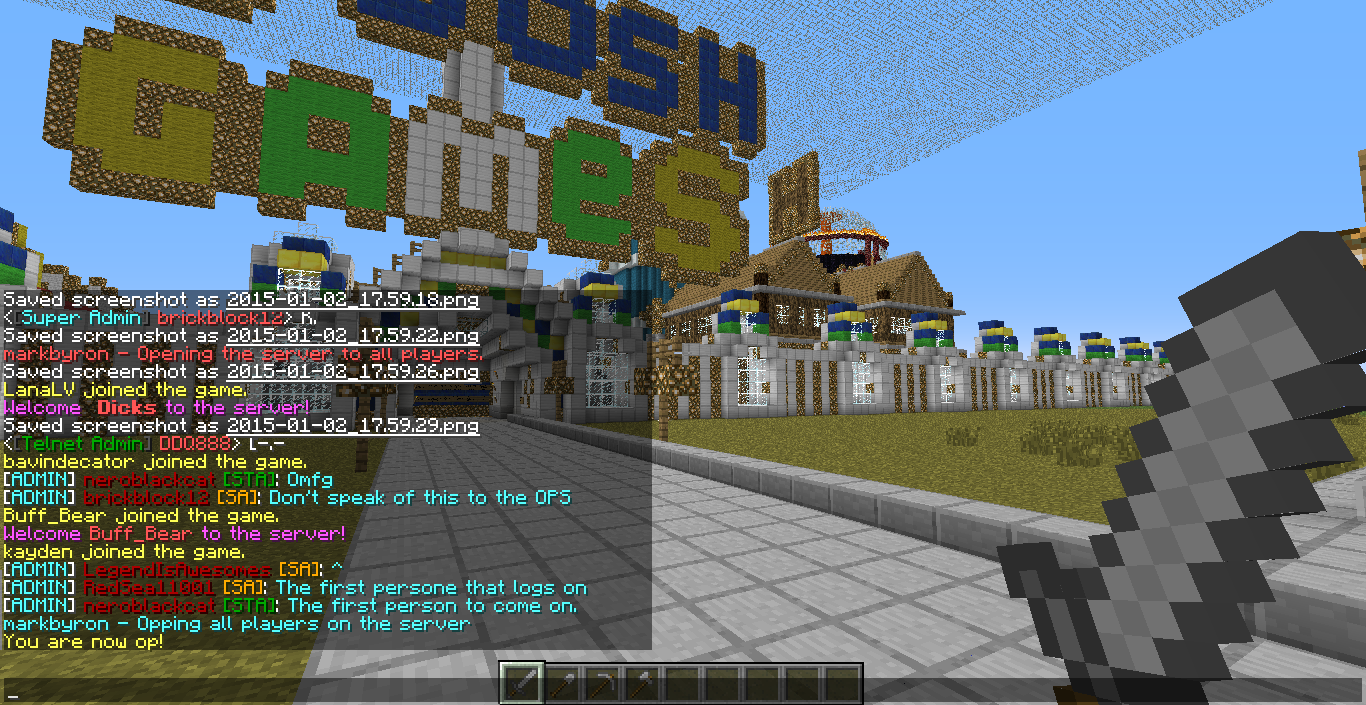 OSH
GAmeS
Saved screenshot as 2015-01-02_17.59.18.png
<[Super Admin] brickblock12> K.
Saved screenshot as 2015-01-02_17.59.22.png
markbyron - Opening the server to all players.
Saved screenshot as 2015-01-02_17.59.26.png
LanaLV joined the game.
Welcome Dicks to the server!
Saved screenshot as 2015-01-02_17.59.29.png
<[Telnet Admin] DDQ888> L-.-
bavindecator joined the game.
[ADMIN] neroblackcat [STA]: Omfg
[ADMIN] brickblock12 [SA]: Don't speak of this to the OPS
Buff_Bear joined the game.
Welcome Buff_Bear to the server!
kayden joined the game.
[ADMIN] LegendIsAwesomes [SA]: ^
[ADMIN] RedSea11001 [SA]: The first persone that logs on
[ADMIN] neroblackcat [STA]: The first person to come on.
markbyron - Opping all players on the server
You are now op!
_